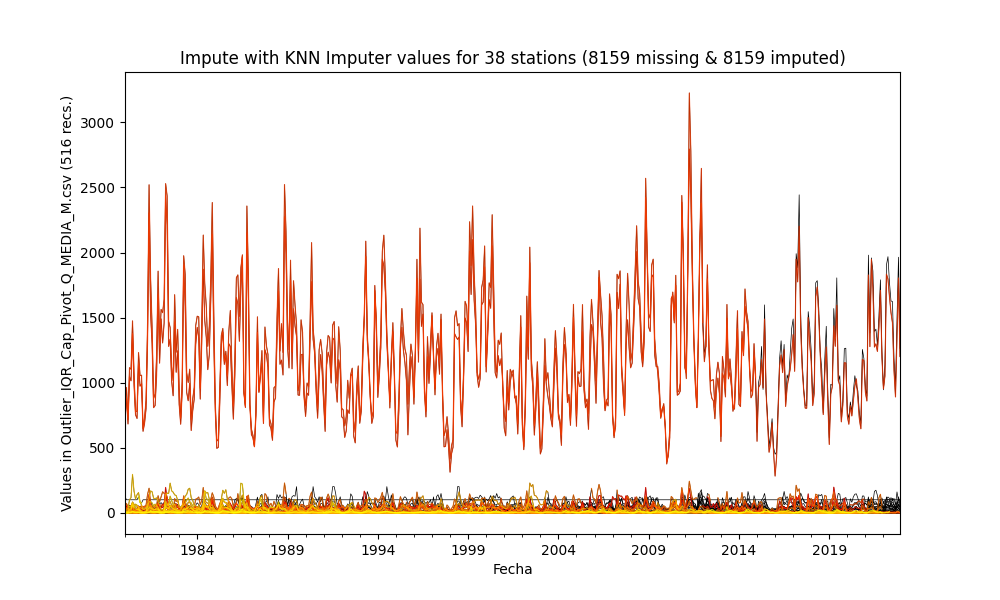 Impute with KNN Imputer values for 38 stations (8159 missing & 8159 imputed)
Values in Outlier_IQR_Cap_Pivot_Q_MEDIA_M.csv (516 recs.)
3000
2500
2000
1500
1000
500
0
1984 1989 1994 1999 2004 2009 2014 2019
Fecha